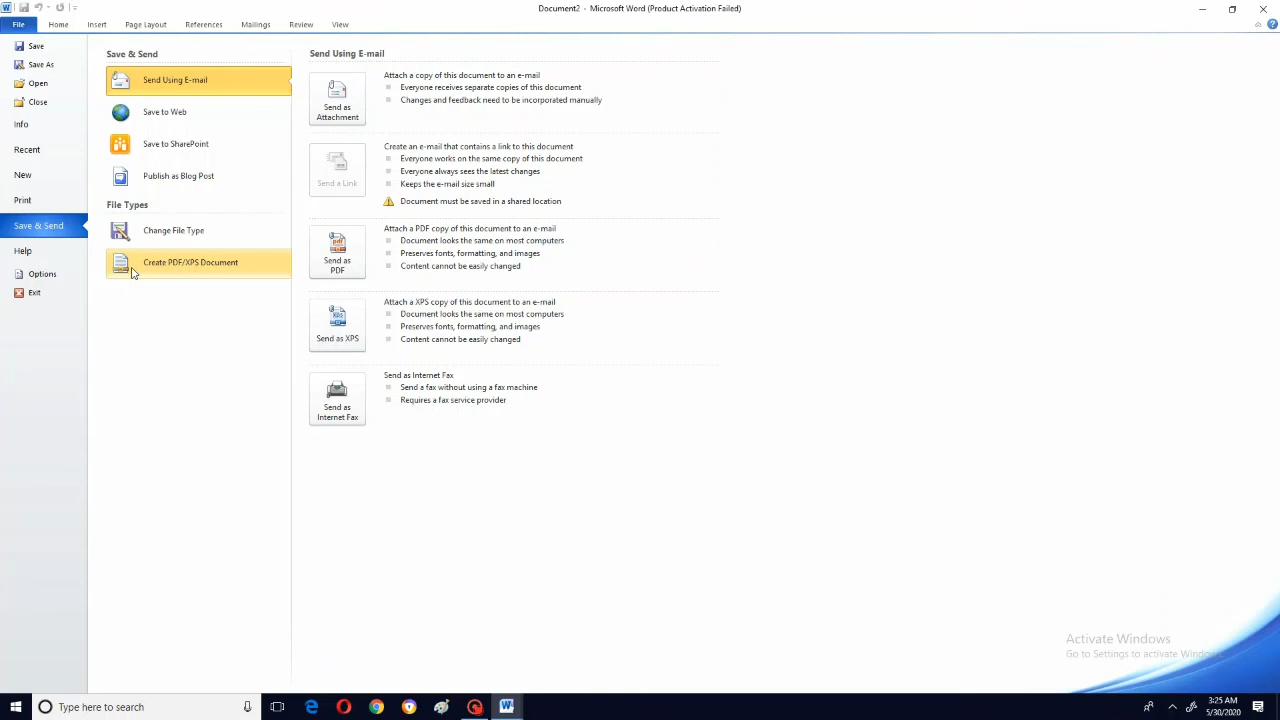 Document2 - Microsoft Word (Product Activation Failed)
File Home Insert Page Layout References Mailings Review View
Save
Save As
Open
Close
Info
Recent
New
Print
Save & Send
Help
Options
Exit
Save & Send
Send Using E-mail
Save to Web
Save to SharePoint
Publish as Blog Post
File Types
Change File Type
Create PDF/XPS Document
Send Using E-mail
Send as
Attachment
Attach a copy of this document to an e-mail
Everyone receives separate copies of this document
Changes and feedback need to be incorporated manually
Send a Link
Create an e-mail that contains a link to this document
Everyone works on the same copy of this document
Everyone always sees the latest changes
Keeps the e-mail size small
Document must be saved in a shared location
Send as
PDF
Attach a PDF copy of this document to an e-mail
Document looks the same on most computers
Preserves fonts, formatting, and images
Content cannot be easily changed
Send as XPS
Attach a XPS copy of this document to an e-mail
Document looks the same on most computers
Preserves fonts, formatting, and images
Content cannot be easily changed
Send as
Internet Fax
Send as Internet Fax
Send a fax without using a fax machine
Requires a fax service provider
Activate Windows
Go to Settings to activate Windows.
Type here to search
3:25 AM
5/30/2020